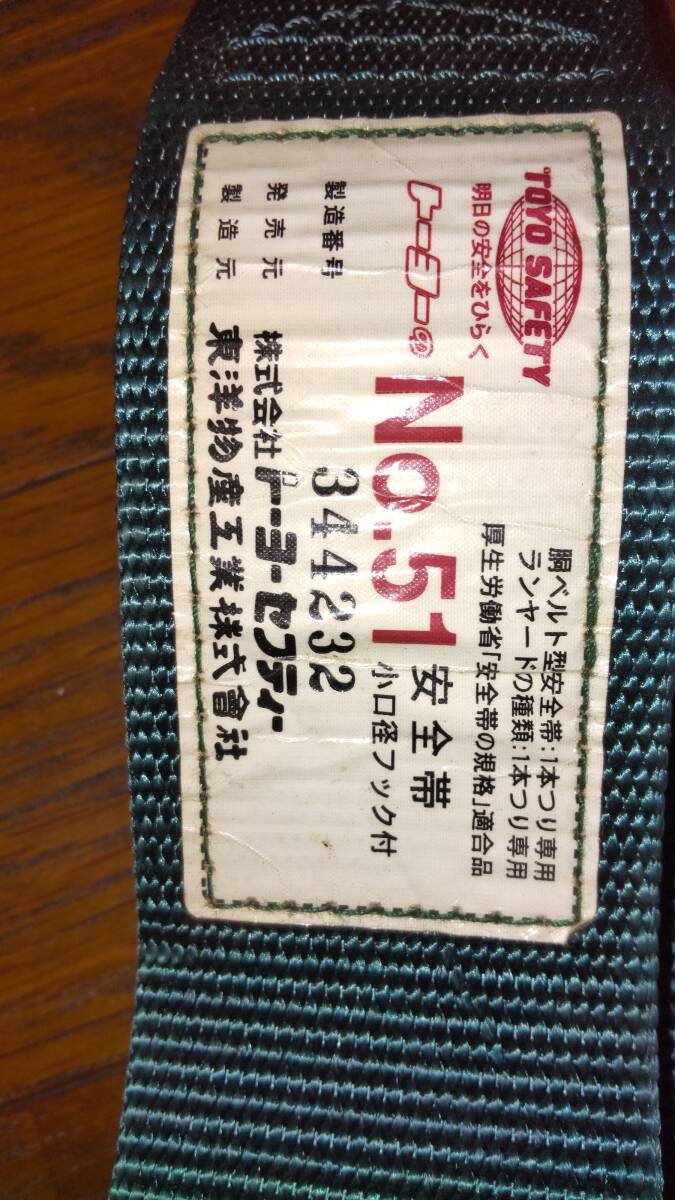 TOYO SAFETY
明日の安全をひらく
胴ベルト型安全帯:1本つり専用
ランヤードの種類:1本つり専用
厚生労働省「安全帯の規格」適合品
トーヨーの NO.51 安全帯
小口径フック付
製造番号 344232
発売元 株式会社トーヨーセフティー
製造元 東洋物産工業株式會社